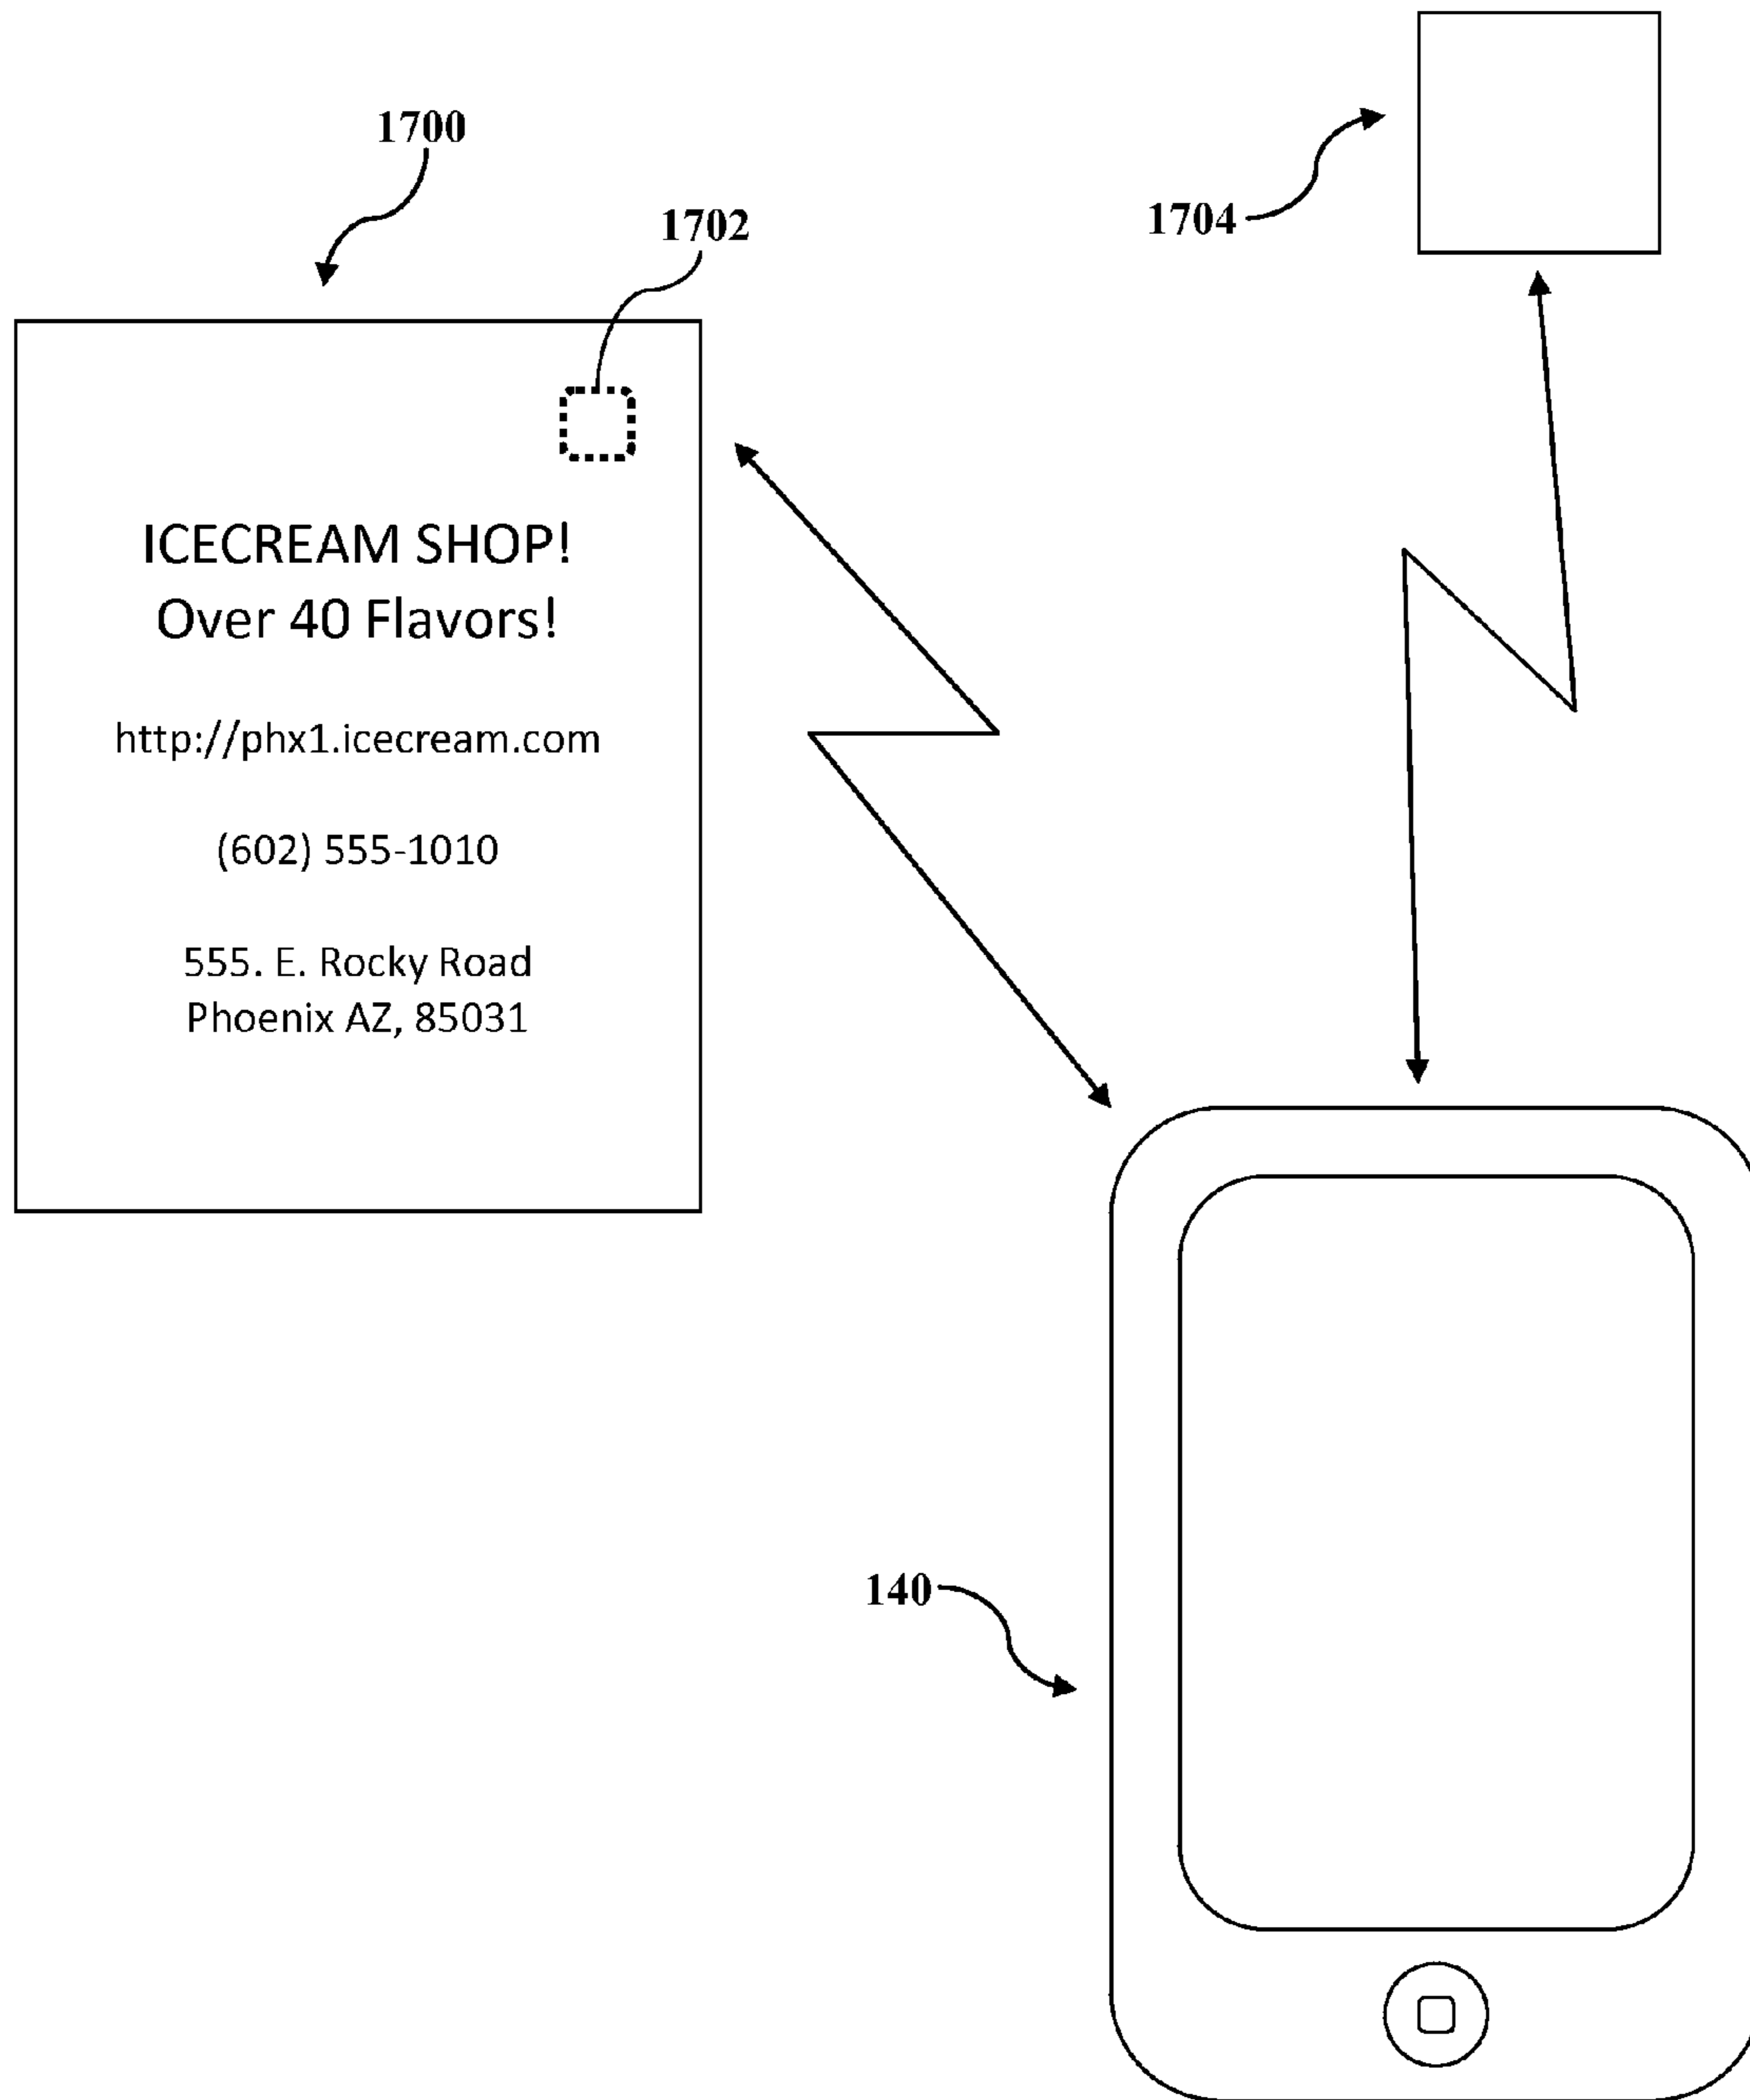 1700
1702
1704
ICECREAM SHOP!
Over 40 Flavors!
http://phx1.icecream.com
(602) 555-1010
555. E. Rocky Road
Phoenix AZ, 85031
140